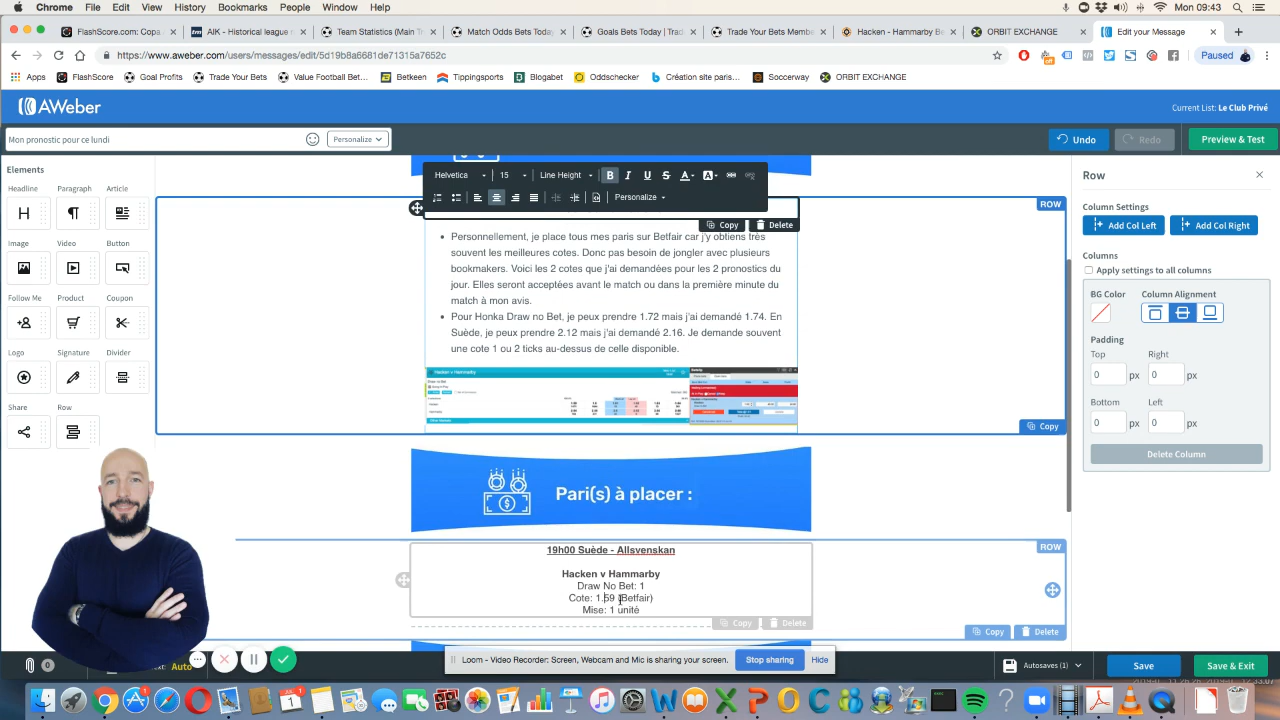 Chrome File Edit View History Bookmarks People Window Help
Mon 09:43
FlashScore.com: Copa
AIK - Historical league
Team Statistics (Train Tr
Match Odds Bets Today
Goals Bets Today | Trad
Trade Your Bets Membe
Hacken - Hammarby Be
ORBIT EXCHANGE
Edit your Message
https://www.aweber.com/users/messages/edit/5d19b8a6681de71315a7652c
Paused
Apps
FlashScore
Goal Profits
Trade Your Bets
Value Football Bet...
Betkeen
Tippingsports
Blogabet
Oddschecker
Création site paris...
Soccerway
ORBIT EXCHANGE
AWeber
Current List: Le Club Privé
Mon pronostic pour ce lundi
Personalize
Undo
Redo
Preview & Test
Elements
Headline Paragraph Article
Image Video Button
Follow Me Product Coupon
Logo Signature Divider
Share Row
Helvetica 15 Line Height B I U S A A
Personalize
ROW
Copy Delete
• Personnellement, je place tous mes paris sur Betfair car j'y obtiens très
souvent les meilleures cotes. Donc pas besoin de jongler avec plusieurs
bookmakers. Voici les 2 cotes que j'ai demandées pour les 2 pronostics du
jour. Elles seront acceptées avant le match ou dans la première minute du
match à mon avis.
• Pour Honka Draw no Bet, je peux prendre 1.72 mais j'ai demandé 1.74. En
Suède, je peux prendre 2.12 mais j'ai demandé 2.16. Je demande souvent
une cote 1 ou 2 ticks au-dessus de celle disponible.
Hacken v Hammarby
Copy
Pari(s) à placer :
ROW
19h00 Suède - Allsvenskan
Hacken v Hammarby
Draw No Bet: 1
Cote: 1.59 (Betfair)
Mise: 1 unité
Copy Delete
Copy Delete
Row
Column Settings
Add Col Left
Add Col Right
Columns
Apply settings to all columns
BG Color
Column Alignment
Padding
Top Right
0 px 0 px
Bottom Left
0 px 0 px
Delete Column
0
Auto
Loom - Video Recorder: Screen, Webcam and Mic is sharing your screen.
Stop sharing
Hide
Autosaves (1)
Save
Save & Exit